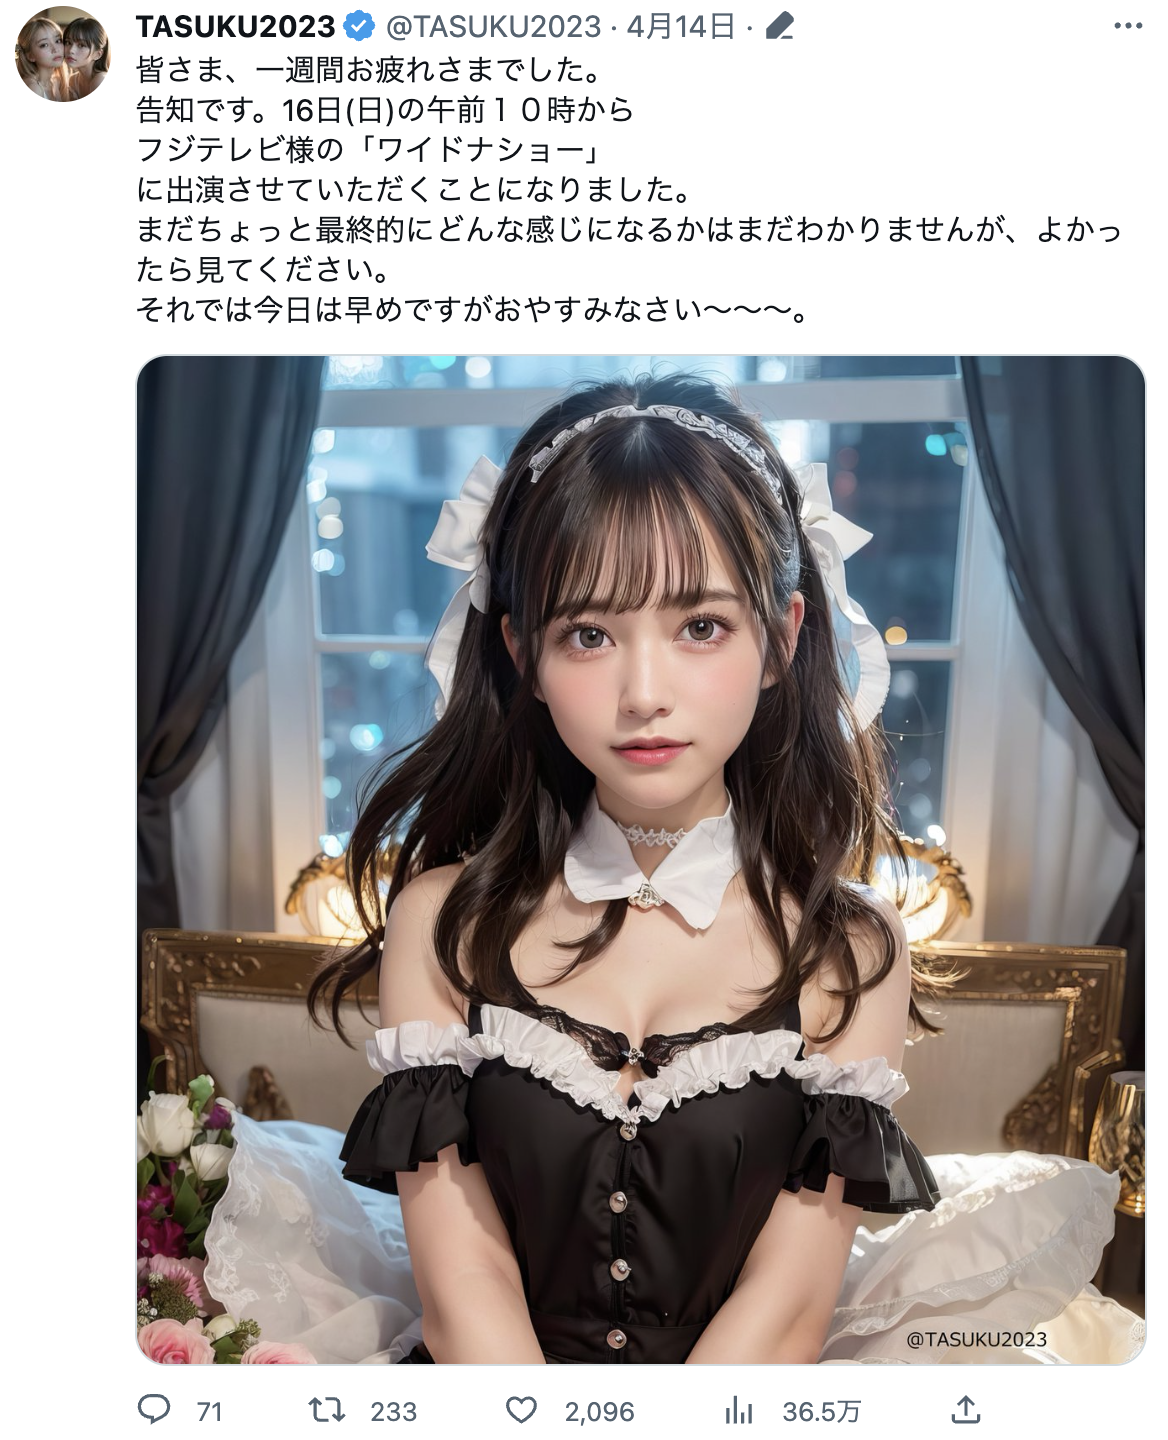 TASUKU2023 @TASUKU2023 · 4月14日 ·
皆さま、一週間お疲れさまでした。
告知です。16日(日)の午前１０時から
フジテレビ様の「ワイドナショー」
に出演させていただくことになりました。
まだちょっと最終的にどんな感じになるかはまだわかりませんが、よかっ
たら見てください。
それでは今日は早めですがおやすみなさい〜〜〜。
@TASUKU2023
71 233 2,096 36.5万